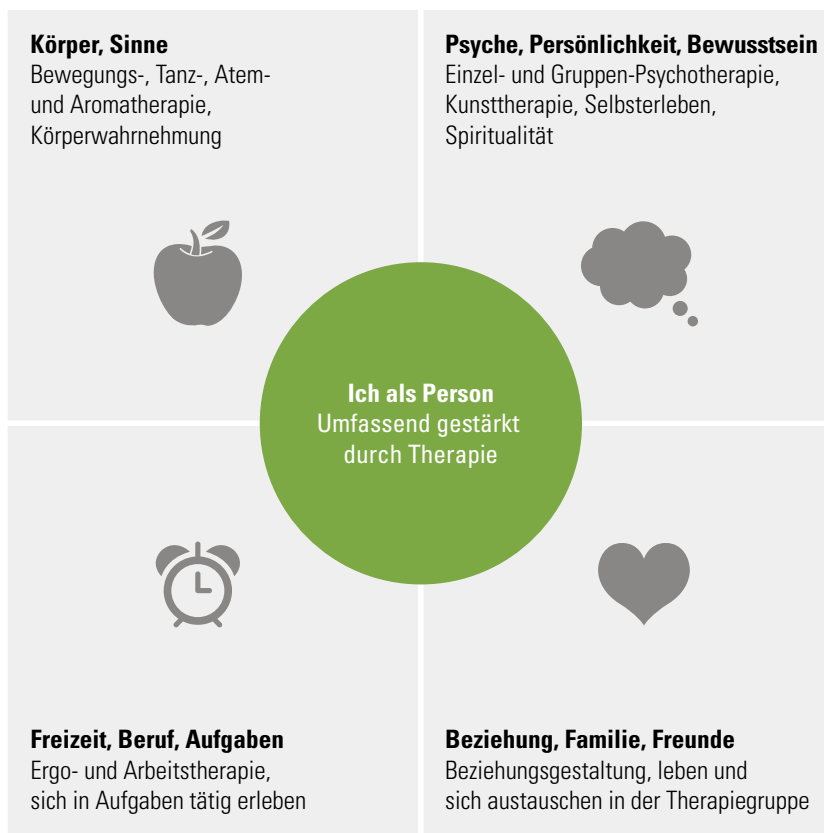 Körper, Sinne
Bewegungs-, Tanz-, Atem-
und Aromatherapie,
Körperwahrnehmung
Psyche, Persönlichkeit, Bewusstsein
Einzel- und Gruppen-Psychotherapie,
Kunsttherapie, Selbsterleben,
Spiritualität
Ich als Person
Umfassend gestärkt
durch Therapie
Freizeit, Beruf, Aufgaben
Ergo- und Arbeitstherapie,
sich in Aufgaben tätig erleben
Beziehung, Familie, Freunde
Beziehungsgestaltung, leben und
sich austauschen in der Therapiegruppe